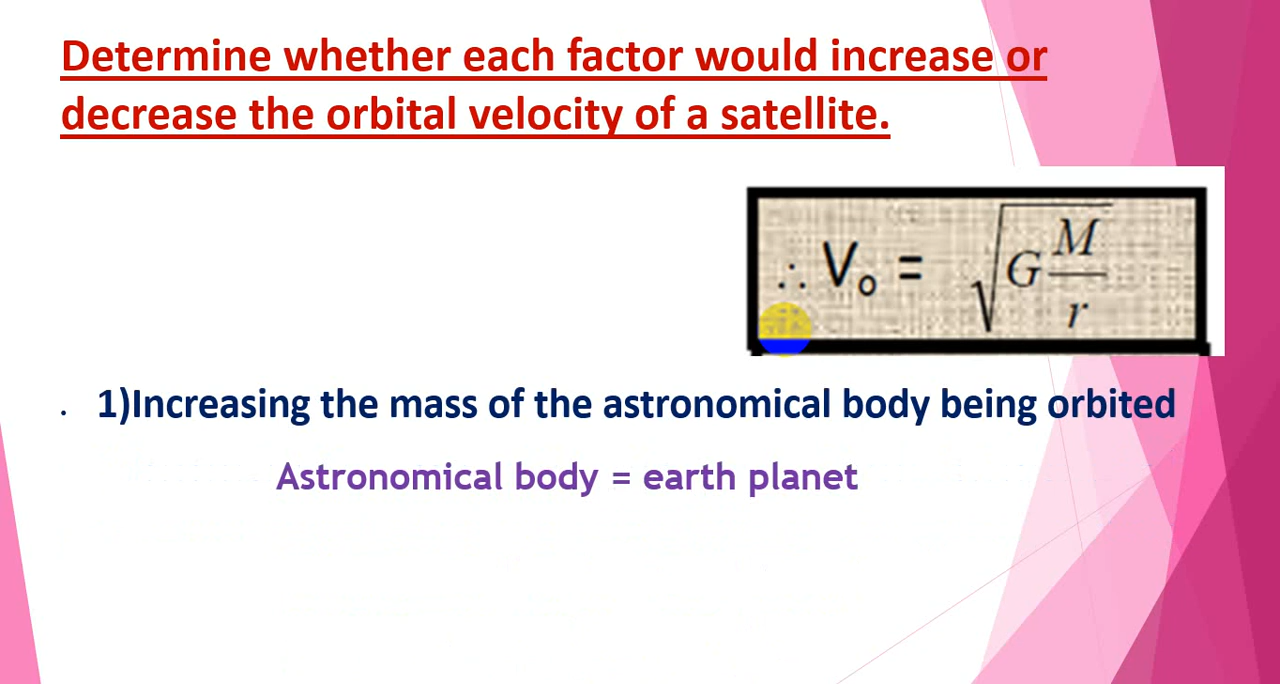 Determine whether each factor would increase or
decrease the orbital velocity of a satellite.
∴ Vₒ = √(G M/r)
. 1)Increasing the mass of the astronomical body being orbited
Astronomical body = earth planet